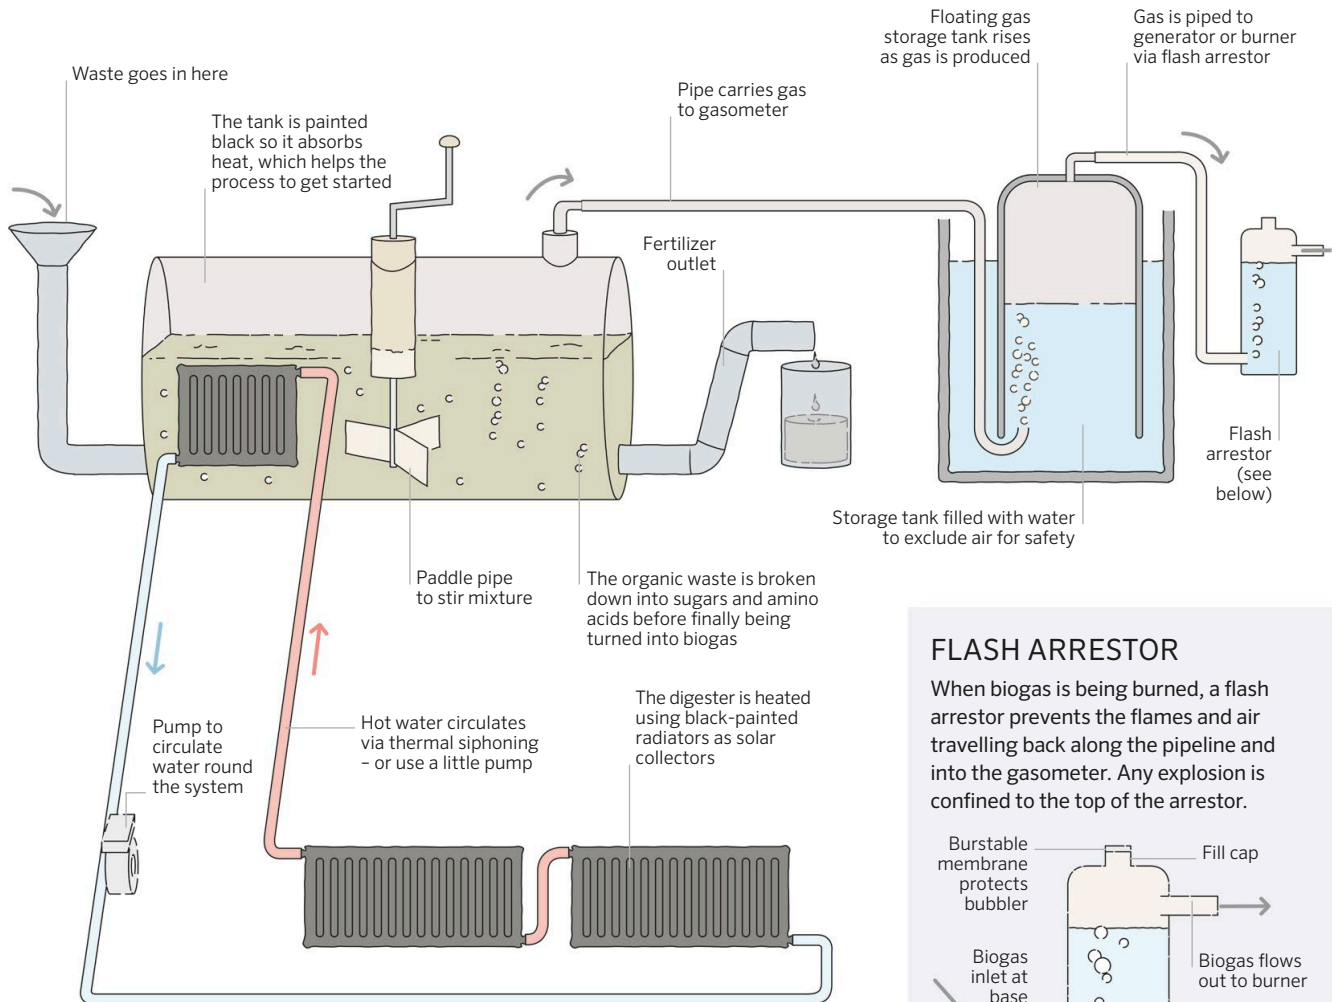 Waste goes in here
The tank is painted
black so it absorbs
heat, which helps the
process to get started
Pipe carries gas
to gasometer
Floating gas
storage tank rises
as gas is produced
Gas is piped to
generator or burner
via flash arrestor
Fertilizer
outlet
Flash
arrestor
(see
below)
Storage tank filled with water
to exclude air for safety
Paddle pipe
to stir mixture
The organic waste is broken
down into sugars and amino
acids before finally being
turned into biogas
Pump to
circulate
water round
the system
Hot water circulates
via thermal siphoning
– or use a little pump
The digester is heated
using black-painted
radiators as solar
collectors
FLASH ARRESTOR
When biogas is being burned, a flash
arrestor prevents the flames and air
travelling back along the pipeline and
into the gasometer. Any explosion is
confined to the top of the arrestor.
Burstable
membrane
protects
bubbler
Fill cap
Biogas
inlet at
base
Biogas flows
out to burner